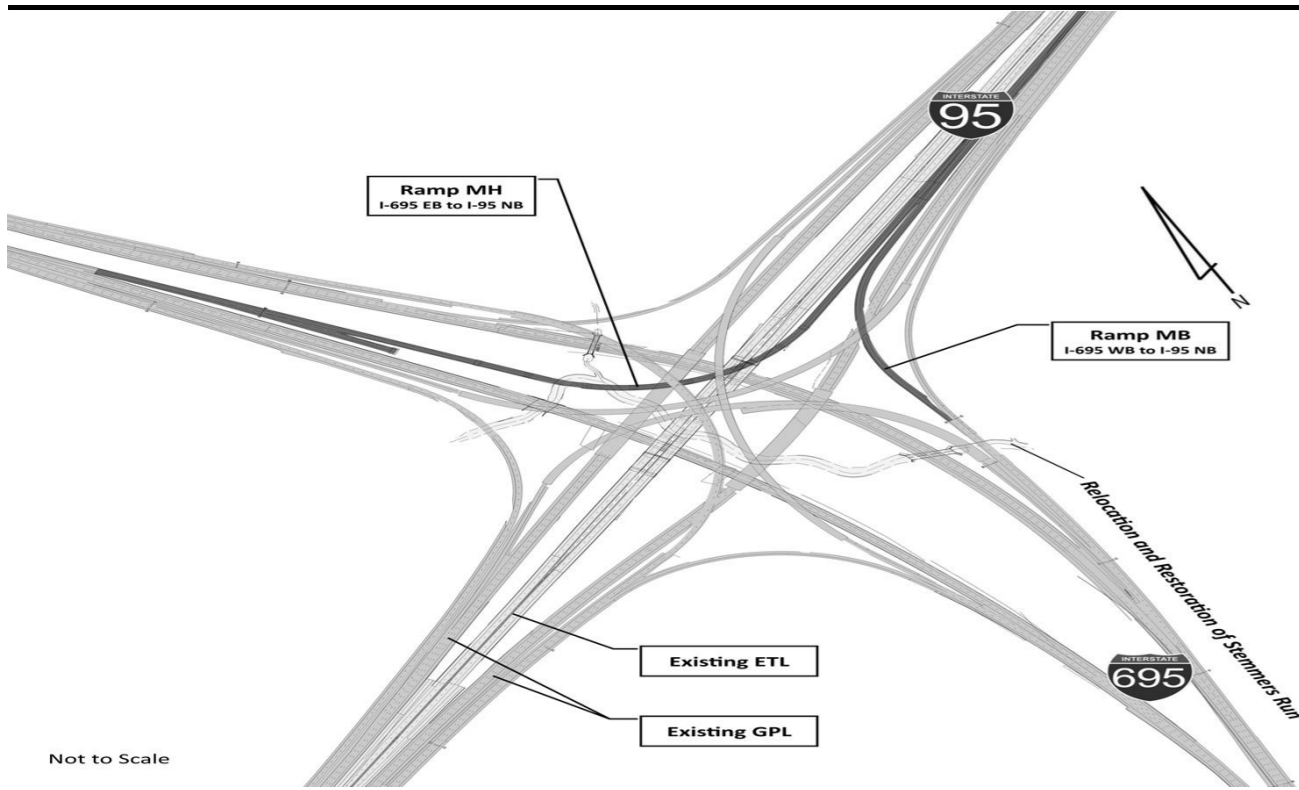 INTERSTATE
95
Ramp MH
I-695 EB to I-95 NB
N
Ramp MB
I-695 WB to I-95 NB
Relocation and Restoration of Stemmers Run
Existing ETL
INTERSTATE
695
Existing GPL
Not to Scale